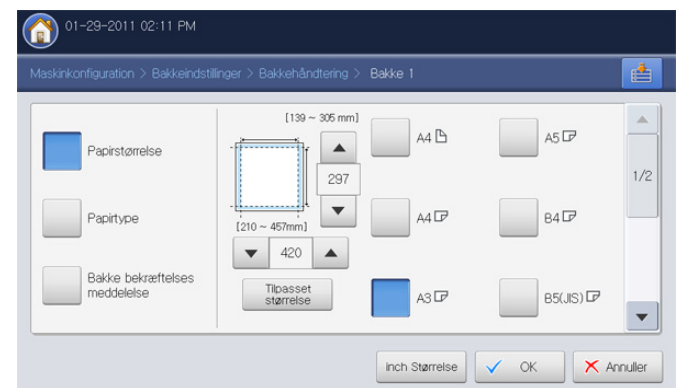 01-29-2011 02:11 PM
Maskinkonfiguration > Bakkeindstillinger > Bakkehåndtering > Bakke 1
Papirstørrelse
Papirtype
Bakke bekræftelses
meddelelse
[139 ~ 305 mm]
297
[210 ~ 457mm]
420
Tilpasset
størrelse
A4
A5
A4
B4
A3
B5(JIS)
1/2
Inch Størrelse
OK
Annuller